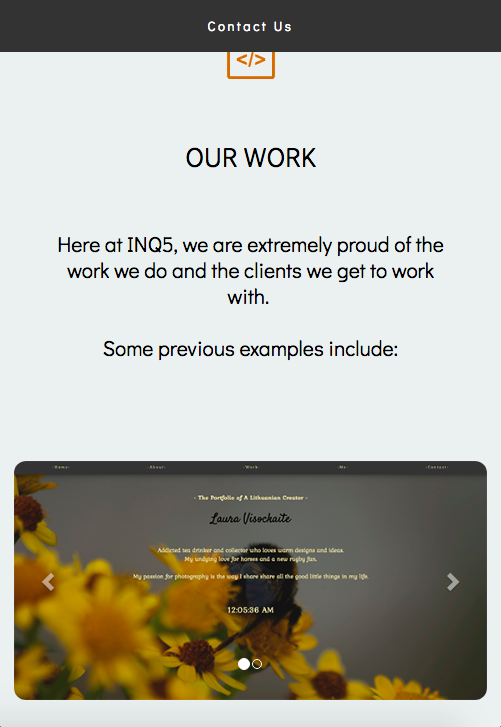 Contact Us
</>
OUR WORK
Here at INQ5, we are extremely proud of the
work we do and the clients we get to work
with.
Some previous examples include:
-Home- -About- -Work- -Me- -Contact-
- The Portfolio of A Lithuanian Creator -
Laura Visockaite
Addicted tea drinker and collector who loves warm designs and ideas.
My undying love for horses and a new rugby fan.
My passion for photography is the way I share share all the good little things in my life.
12:05:36 AM